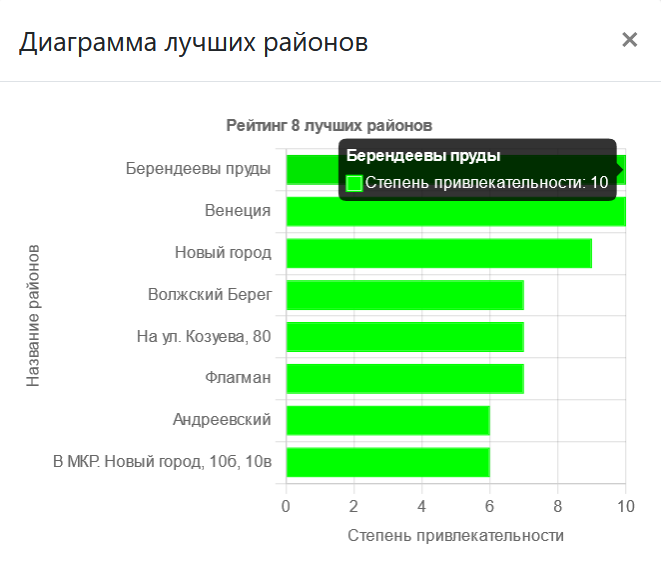 Диаграмма лучших районов
×
Рейтинг 8 лучших районов
Берендеевы пруды
Степень привлекательности: 10
Название районов
Берендеевы пруды
Венеция
Новый город
Волжский Берег
На ул. Козуева, 80
Флагман
Андреевский
В МКР. Новый город, 10б, 10в
0 2 4 6 8 10
Степень привлекательности